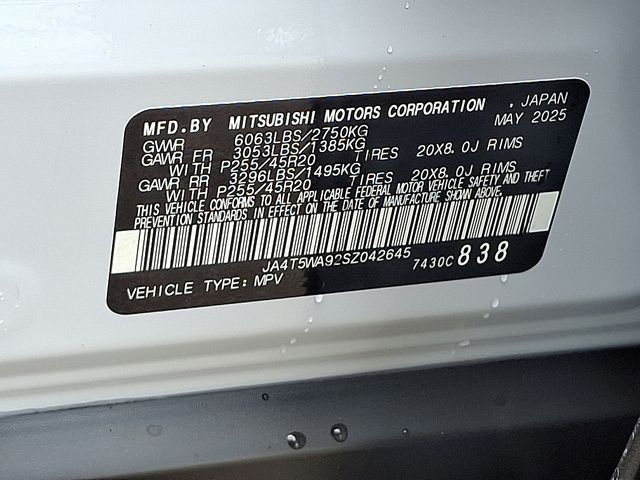 MFD.BY MITSUBISHI MOTORS CORPORATION , JAPAN
GVWR 6063LBS/2750KG MAY 2025
GAWR FR 3053LBS/1385KG
WITH P255/45R20 TIRES 20X8.0J RIMS
GAWR RR 3296LBS/1495KG
WITH P255/45R20 TIRES 20X8.0J RIMS
THIS VEHICLE CONFORMS TO ALL APPLICABLE FEDERAL MOTOR VEHICLE SAFETY AND THEFT
PREVENTION STANDARDS IN EFFECT ON THE DATE OF MANUFACTURE SHOWN ABOVE.
JA4T5WA92SZ042645 7430C 838
VEHICLE TYPE: MPV